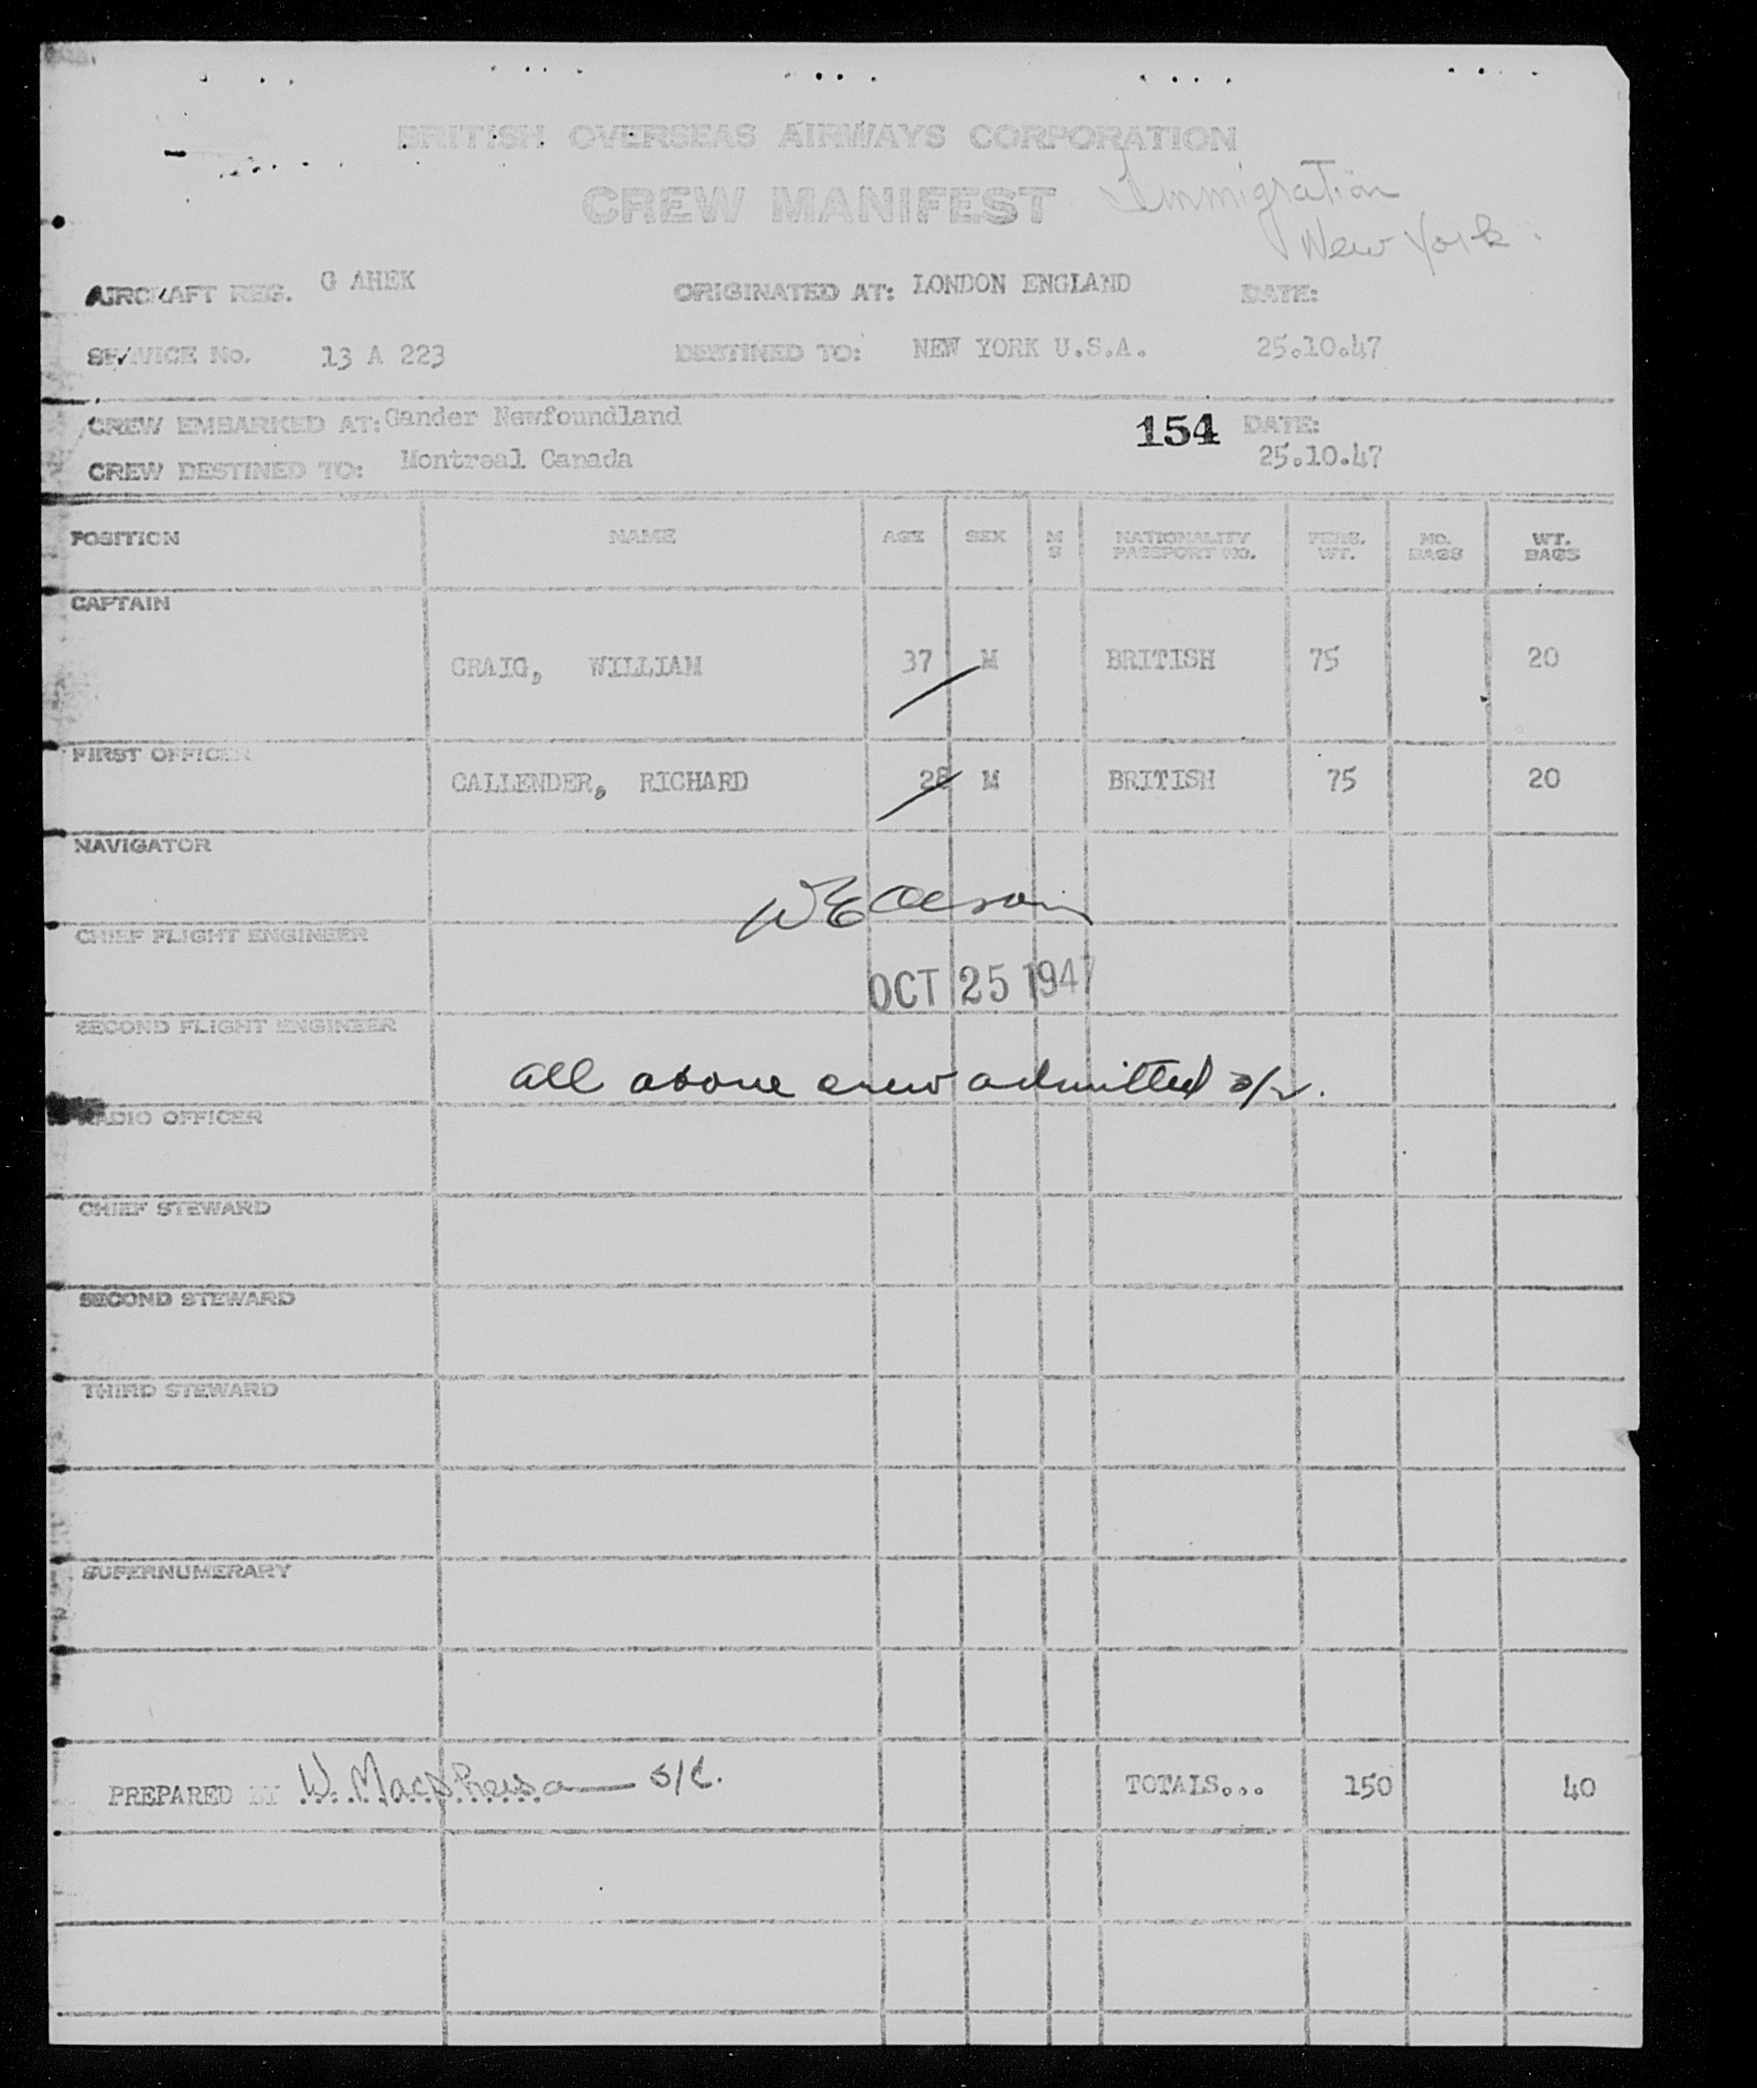 BRITISH OVERSEAS AIRWAYS CORPORATION
CREW MANIFEST
Immigration
New York.
AIRCRAFT REG. G AHEK ORIGINATED AT: LONDON ENGLAND DATE:
SERVICE No. 13 A 223 DESTINED TO: NEW YORK U.S.A. 25.10.47
CREW EMBARKED AT: Gander Newfoundland 154 DATE:
CREW DESTINED TO: Montreal Canada 25.10.47
POSITION NAME AGE SEX M S NATIONALITY PASSPORT NO. PERS. WT. NO. BAGS WT. BAGS
CAPTAIN
CRAIG, WILLIAM 37 M BRITISH 75 20
FIRST OFFICER
CALLENDER, RICHARD 28 M BRITISH 75 20
NAVIGATOR
CHIEF FLIGHT ENGINEER
OCT 25 1947
SECOND FLIGHT ENGINEER
all above crew admitted
RADIO OFFICER
CHIEF STEWARD
SECOND STEWARD
THIRD STEWARD
SUPERNUMERARY
PREPARED BY W. Macpherson S/C. TOTALS... 150 40